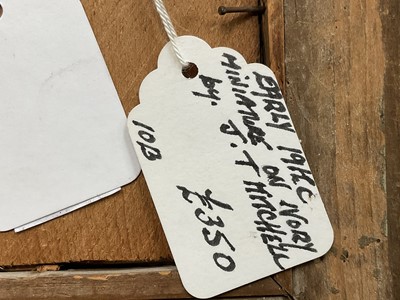 EARLY 19th C
MINIATURE ON IVORY
by. J. T MITCHELL
£350
10B